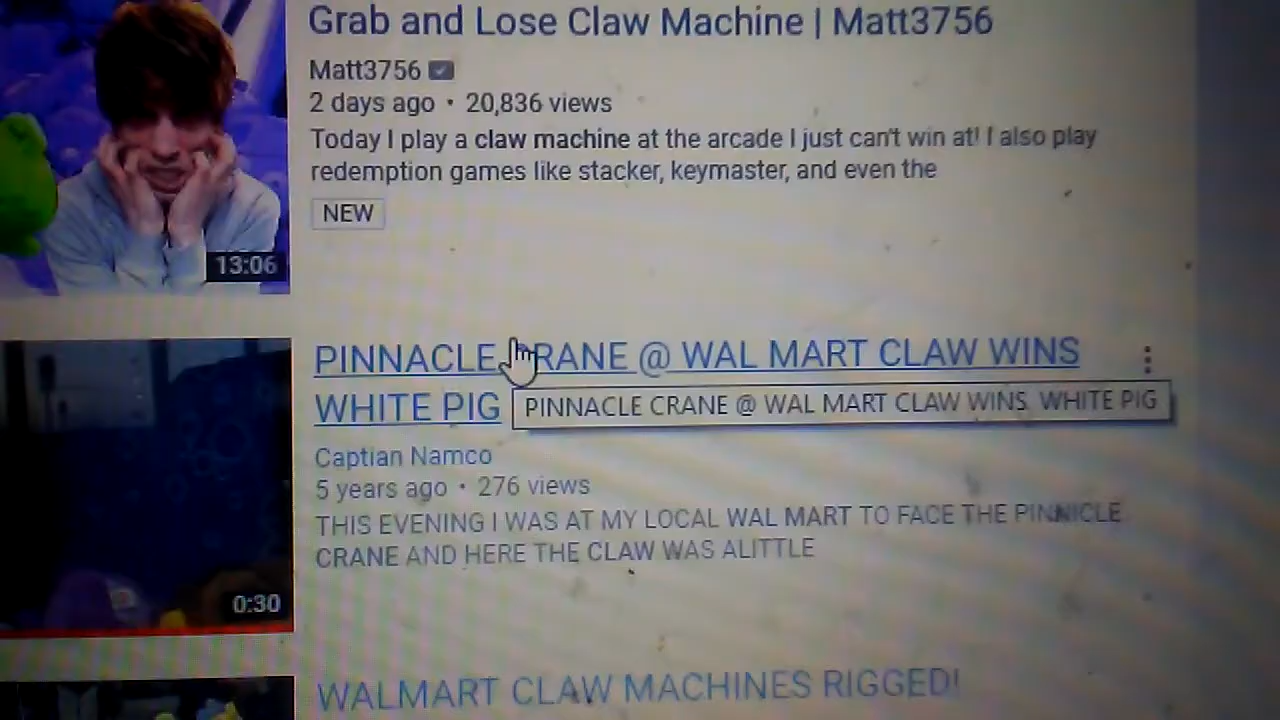 Grab and Lose Claw Machine | Matt3756
Matt3756
2 days ago • 20,836 views
Today I play a claw machine at the arcade I just can't win at! I also play
redemption games like stacker, keymaster, and even the
NEW
13:06
PINNACLE CRANE @ WAL MART CLAW WINS
WHITE PIG
PINNACLE CRANE @ WAL MART CLAW WINS WHITE PIG
Captian Namco
5 years ago • 276 views
THIS EVENING I WAS AT MY LOCAL WAL MART TO FACE THE PINNICLE
CRANE AND HERE THE CLAW WAS ALITTLE
0:30
WALMART CLAW MACHINES RIGGED!